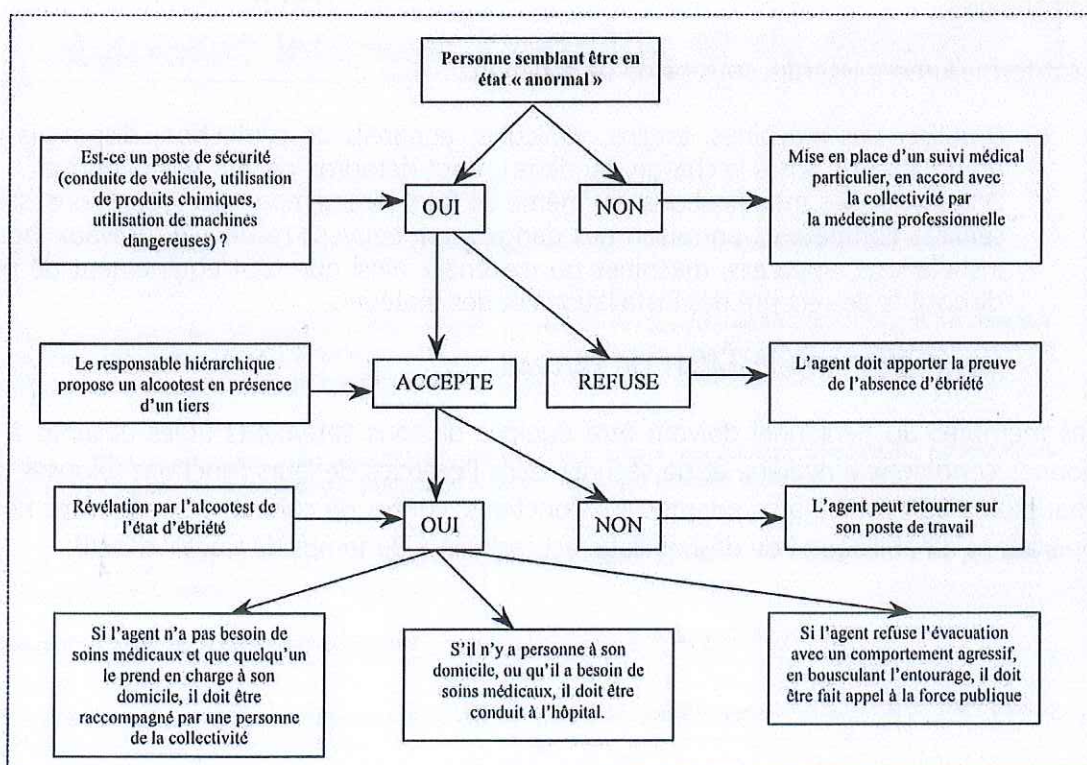 Personne semblant être en
état « anormal »
Est-ce un poste de sécurité
(conduite de véhicule, utilisation
de produits chimiques,
utilisation de machines
dangereuses) ?
OUI
NON
Mise en place d'un suivi médical
particulier, en accord avec
la collectivité par
la médecine professionnelle
Le responsable hiérarchique
propose un alcootest en présence
d'un tiers
ACCEPTE
REFUSE
L'agent doit apporter la preuve
de l'absence d'ébriété
Révélation par l'alcootest de
l'état d'ébriété
OUI
NON
L'agent peut retourner sur
son poste de travail
Si l'agent n'a pas besoin de
soins médicaux et que quelqu'un
le prend en charge à son
domicile, il doit être
raccompagné par une personne
de la collectivité
S'il n'y a personne à son
domicile, ou qu'il a besoin de
soins médicaux, il doit être
conduit à l'hôpital.
Si l'agent refuse l'évacuation
avec un comportement agressif,
en bousculant l'entourage, il doit
être fait appel à la force publique